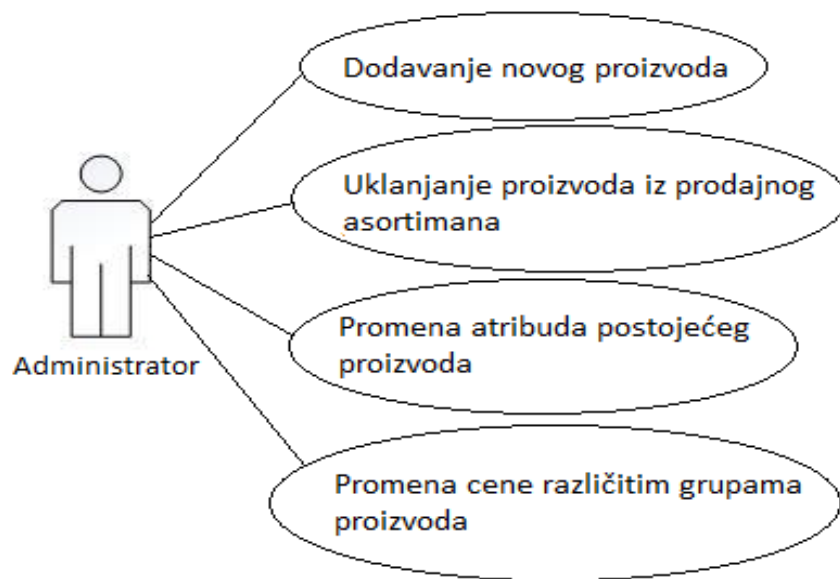 Dodavanje novog proizvoda
Uklanjanje proizvoda iz prodajnog
asortimana
Promena atribuda postojećeg
proizvoda
Administrator
Promena cene različitim grupama
proizvoda